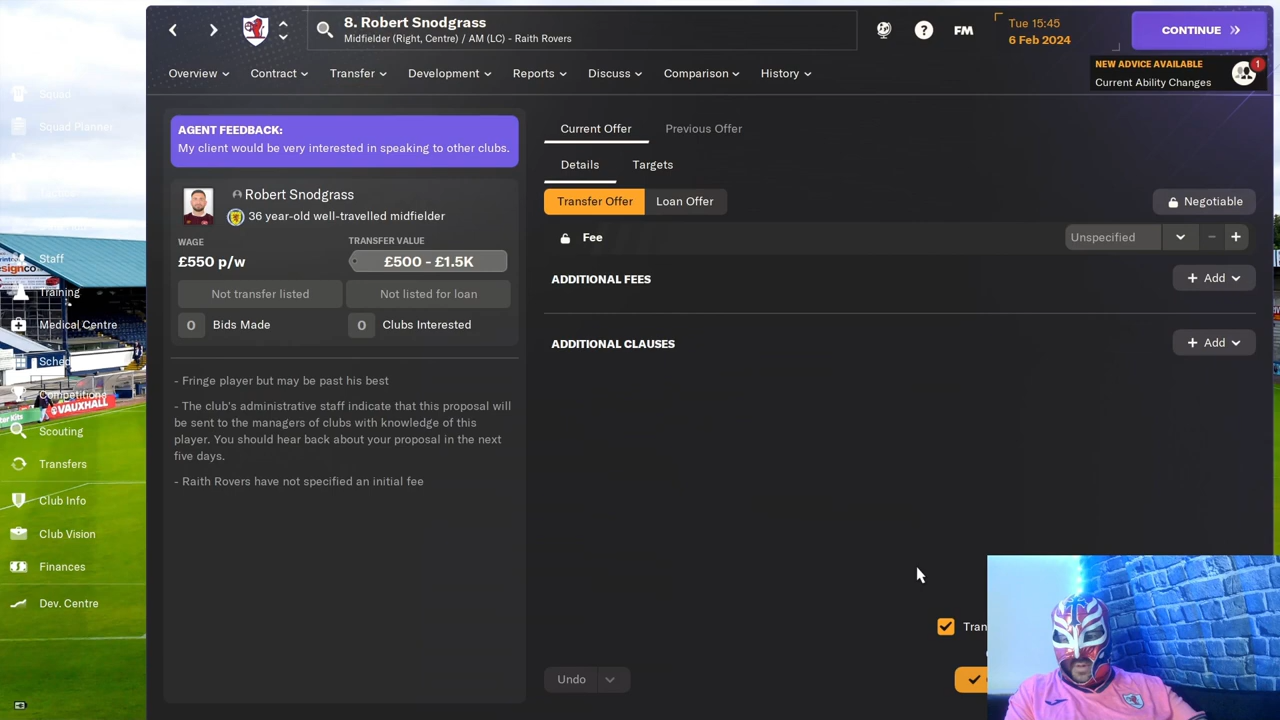 8. Robert Snodgrass
Midfielder (Right, Centre) / AM (LC) - Raith Rovers
FM
Tue 15:45
6 Feb 2024
CONTINUE
Overview
Contract
Transfer
Development
Reports
Discuss
Comparison
History
NEW ADVICE AVAILABLE
Current Ability Changes
1
Squad
Squad Planner
Staff
Training
Medical Centre
Sched
Competitions
Scouting
Transfers
Club Info
Club Vision
Finances
Dev. Centre
VAUXHALL
AGENT FEEDBACK:
My client would be very interested in speaking to other clubs.
Robert Snodgrass
36 year-old well-travelled midfielder
WAGE
£550 p/w
TRANSFER VALUE
£500 - £1.5K
Not transfer listed
Not listed for loan
0 Bids Made
0 Clubs Interested
- Fringe player but may be past his best
- The club's administrative staff indicate that this proposal will
be sent to the managers of clubs with knowledge of this
player. You should hear back about your proposal in the next
five days.
- Raith Rovers have not specified an initial fee
Current Offer
Previous Offer
Details
Targets
Transfer Offer
Loan Offer
Negotiable
Fee
Unspecified
ADDITIONAL FEES
+ Add
ADDITIONAL CLAUSES
+ Add
Tran
Undo